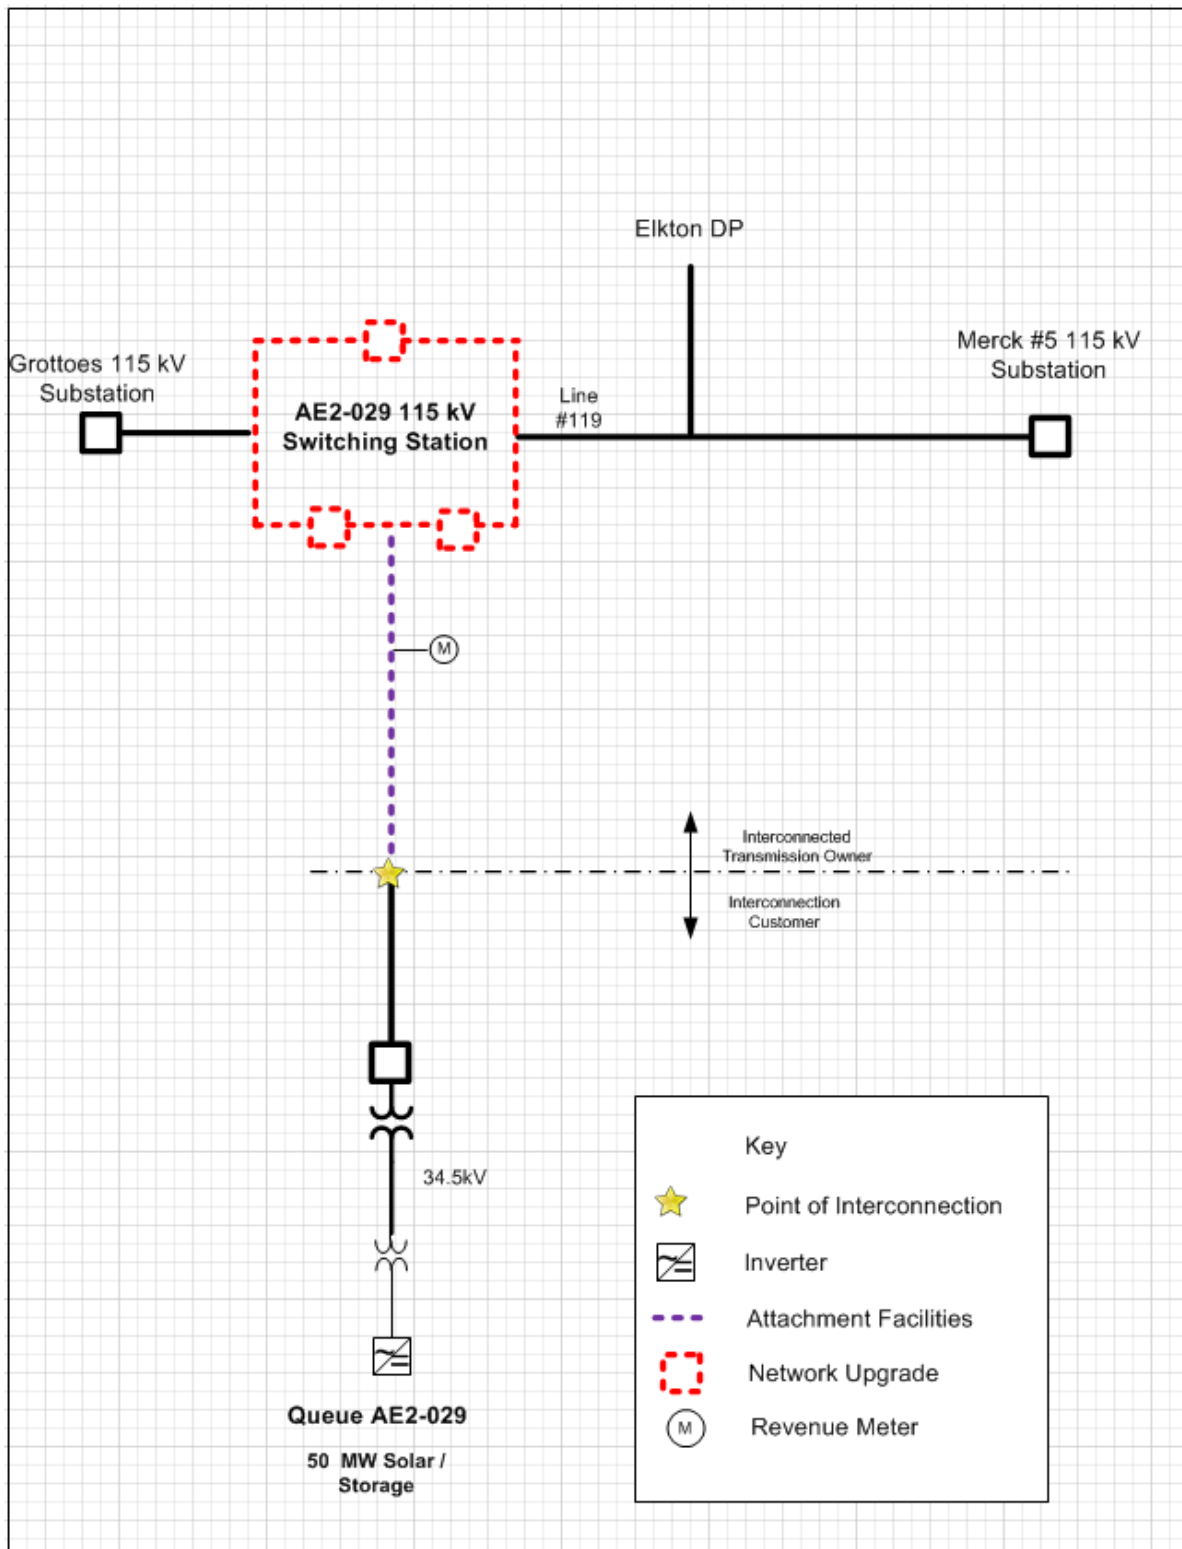 Elkton DP
Grottoes 115 kV
Substation
AE2-029 115 kV
Switching Station
Line
#119
Merck #5 115 kV
Substation
M
Interconnected
Transmission Owner
Interconnection
Customer
34.5kV
Queue AE2-029
50 MW Solar /
Storage
Key
Point of Interconnection
Inverter
Attachment Facilities
Network Upgrade
M
Revenue Meter